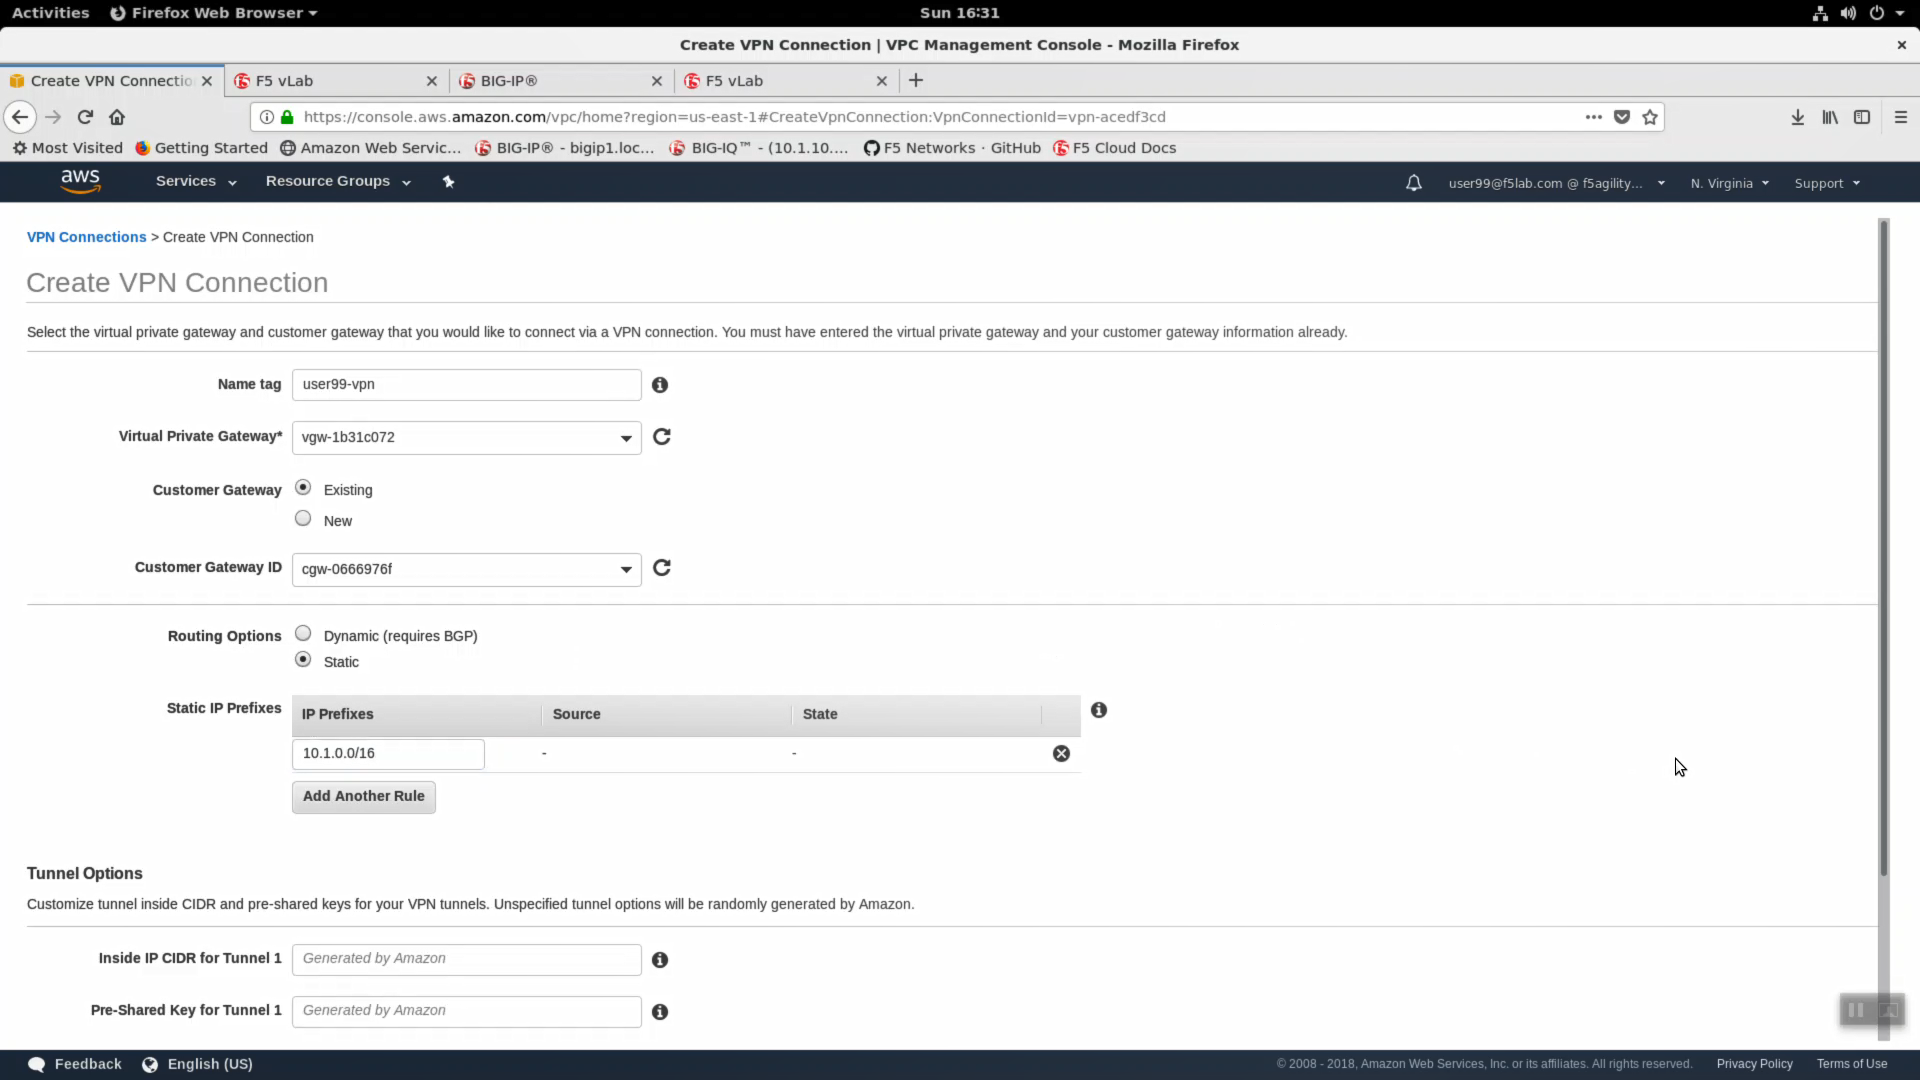 Activities Firefox Web Browser Sun 16:31
Create VPN Connection | VPC Management Console - Mozilla Firefox
Create VPN Connectio F5 vLab BIG-IP® F5 vLab
https://console.aws.amazon.com/vpc/home?region=us-east-1#CreateVpnConnection:VpnConnectionId=vpn-acedf3cd
Most Visited Getting Started Amazon Web Servic... BIG-IP® - bigip1.loc... BIG-IQ™ - (10.1.10.... F5 Networks · GitHub F5 Cloud Docs
aws Services Resource Groups user99@f5lab.com @ f5agility... N. Virginia Support
VPN Connections > Create VPN Connection
Create VPN Connection
Select the virtual private gateway and customer gateway that you would like to connect via a VPN connection. You must have entered the virtual private gateway and your customer gateway information already.
Name tag user99-vpn
Virtual Private Gateway* vgw-1b31c072
Customer Gateway Existing
New
Customer Gateway ID cgw-0666976f
Routing Options Dynamic (requires BGP)
Static
Static IP Prefixes IP Prefixes Source State
10.1.0.0/16 - -
Add Another Rule
Tunnel Options
Customize tunnel inside CIDR and pre-shared keys for your VPN tunnels. Unspecified tunnel options will be randomly generated by Amazon.
Inside IP CIDR for Tunnel 1 Generated by Amazon
Pre-Shared Key for Tunnel 1 Generated by Amazon
Feedback English (US) © 2008 - 2018, Amazon Web Services, Inc. or its affiliates. All rights reserved. Privacy Policy Terms of Use